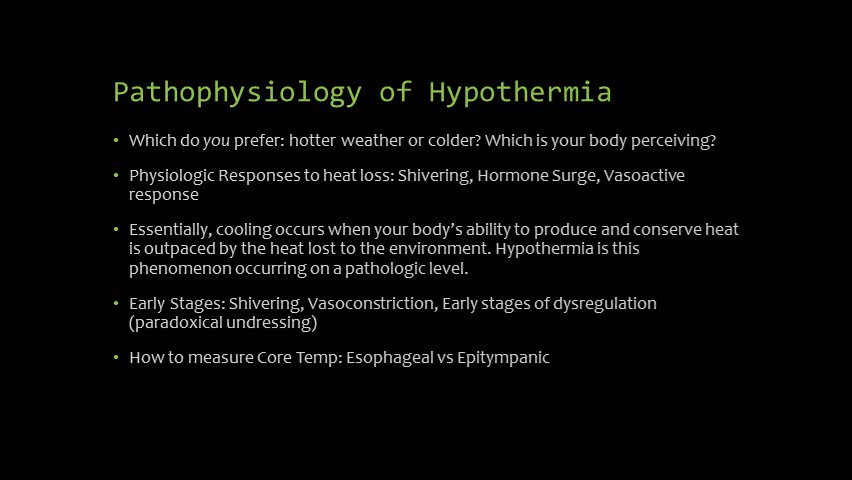 Pathophysiology of Hypothermia
• Which do you prefer: hotter weather or colder? Which is your body perceiving?
• Physiologic Responses to heat loss: Shivering, Hormone Surge, Vasoactive
response
• Essentially, cooling occurs when your body's ability to produce and conserve heat
is outpaced by the heat lost to the environment. Hypothermia is this
phenomenon occurring on a pathologic level.
• Early Stages: Shivering, Vasoconstriction, Early stages of dysregulation
(paradoxical undressing)
• How to measure Core Temp: Esophageal vs Epitympanic